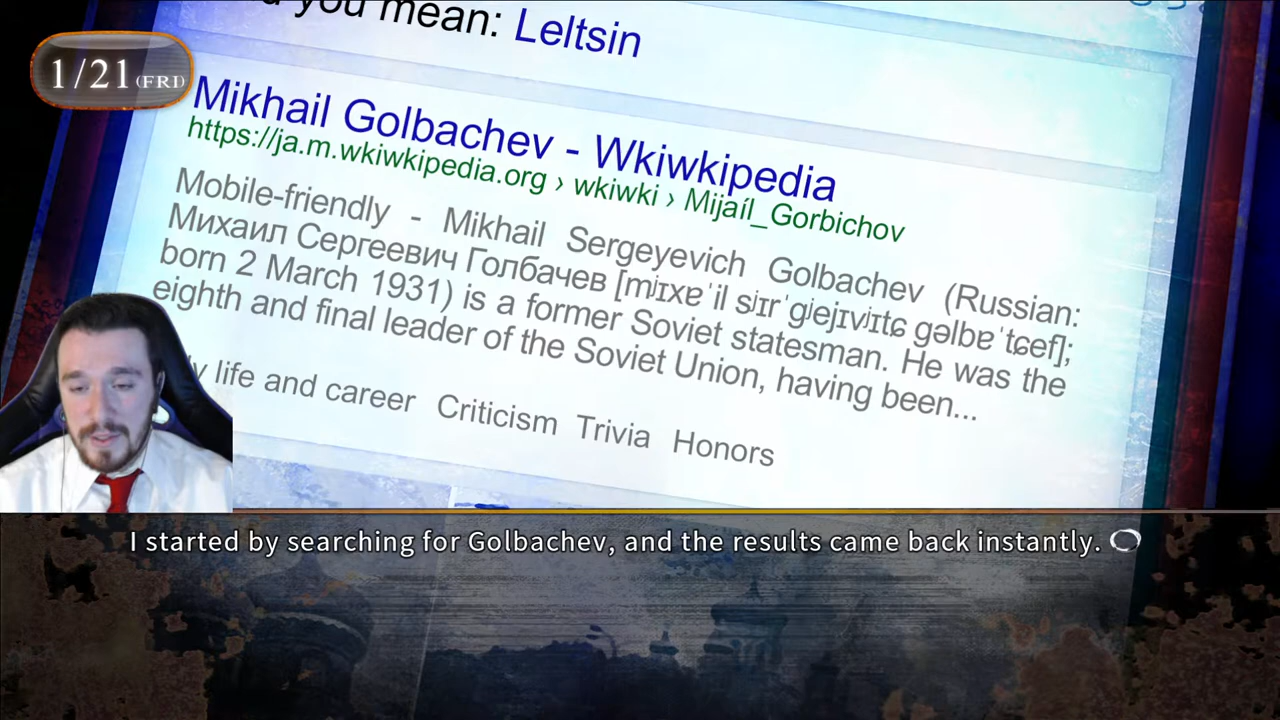 you mean: Leltsin
1/21(FRI)
Mikhail Golbachev - Wkiwkipedia
https://ja.m.wkiwkipedia.org › wkiwki › Mijaíl_Gorbichov
Mobile-friendly - Mikhail Sergeyevich Golbachev (Russian:
Михаил Сергеевич Голбачев [mʲɪxɐˈil sʲɪrˈɡʲejɪvʲɪtɕ ɡəlbɐˈtɕef];
born 2 March 1931) is a former Soviet statesman. He was the
eighth and final leader of the Soviet Union, having been...
life and career Criticism Trivia Honors
I started by searching for Golbachev, and the results came back instantly.